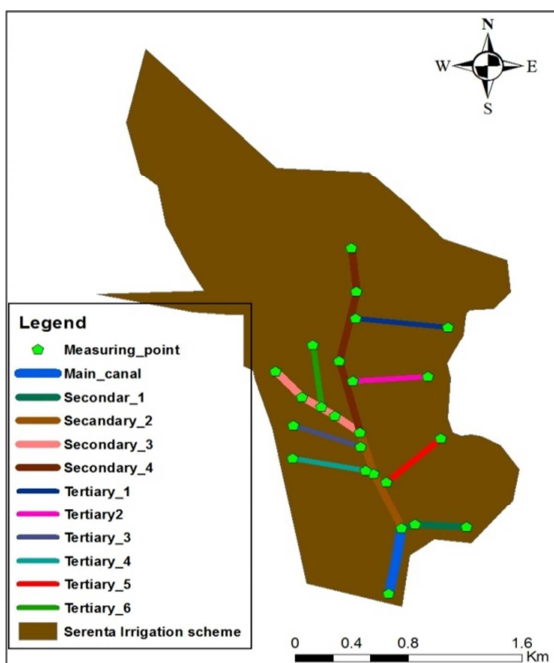 N
W E
S
Legend
Measuring_point
Main_canal
Secondar_1
Secandary_2
Secondary_3
Secondary_4
Tertiary_1
Tertiary2
Tertiary_3
Tertiary_4
Tertiary_5
Tertiary_6
Serenta Irrigation scheme
0 0.4 0.8 1.6
Km